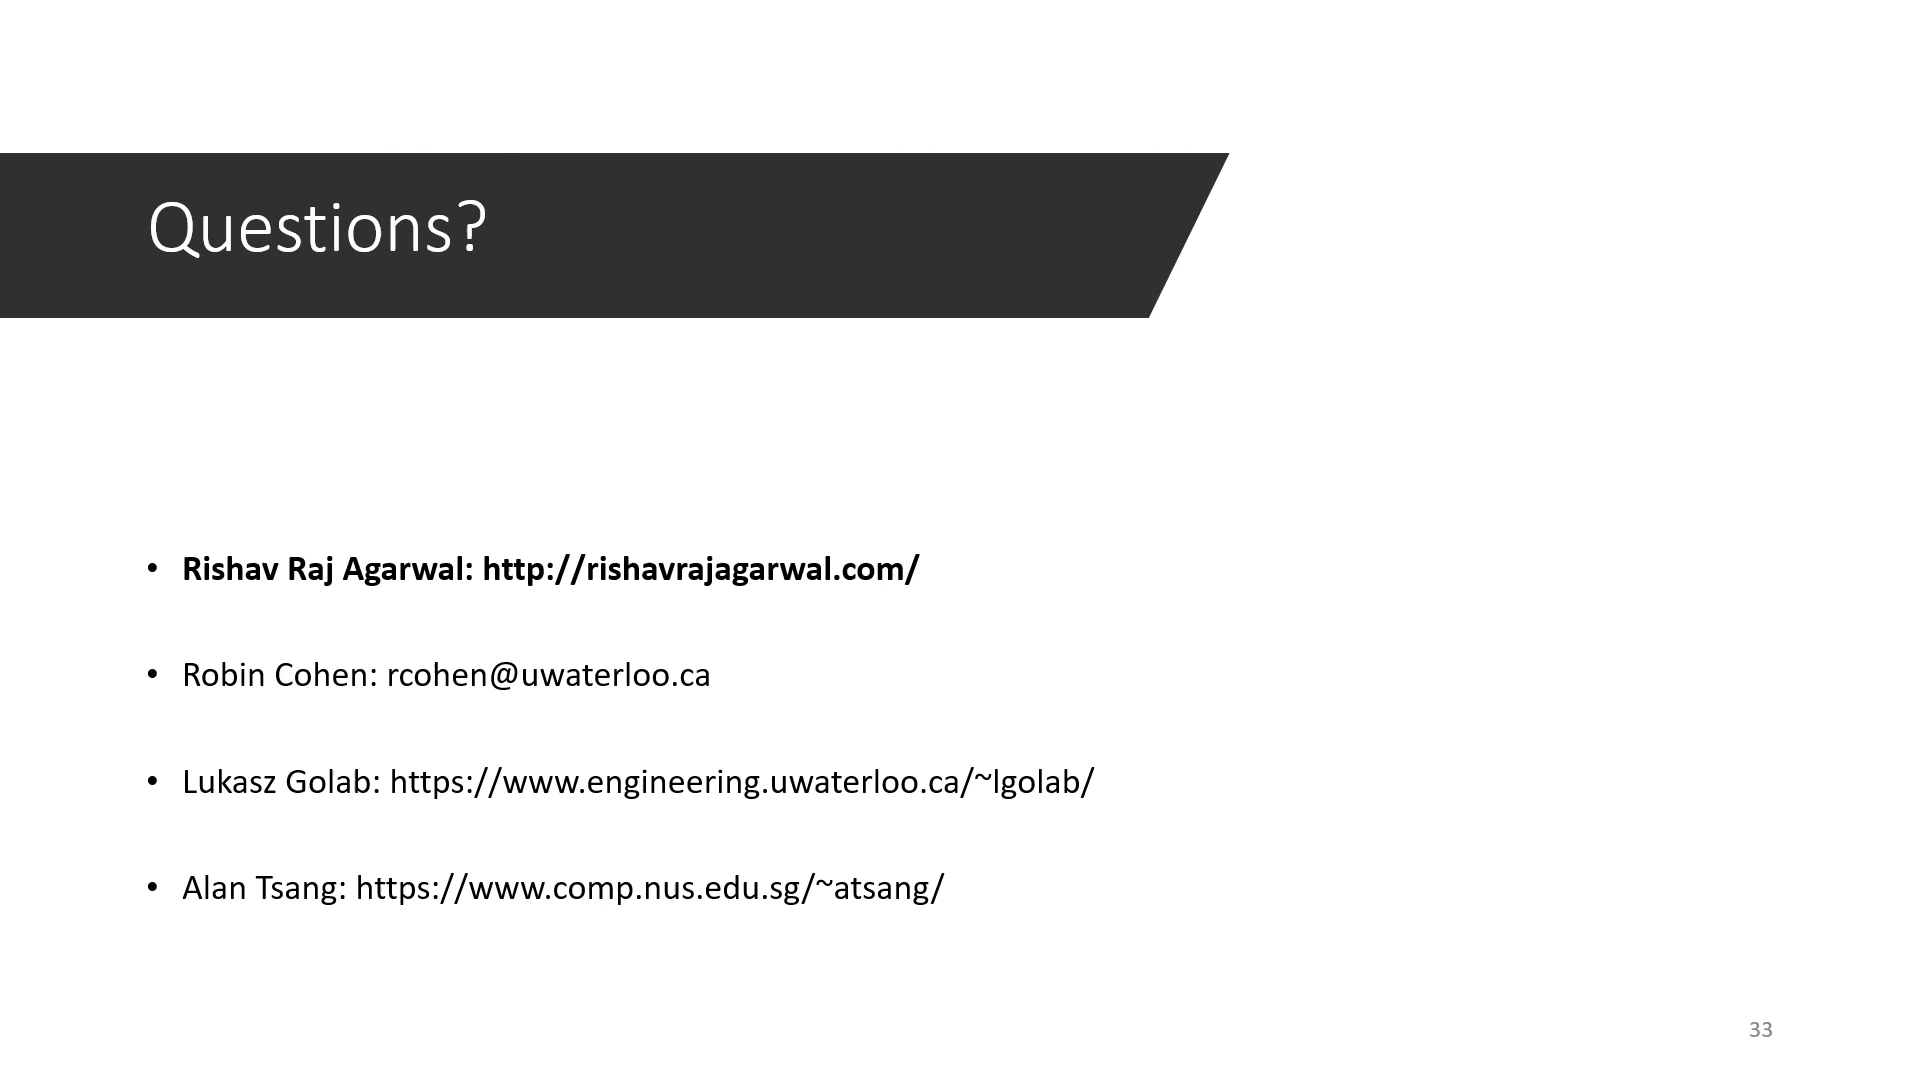 Questions?
• Rishav Raj Agarwal: http://rishavrajagarwal.com/
• Robin Cohen: rcohen@uwaterloo.ca
• Lukasz Golab: https://www.engineering.uwaterloo.ca/~lgolab/
• Alan Tsang: https://www.comp.nus.edu.sg/~atsang/
33